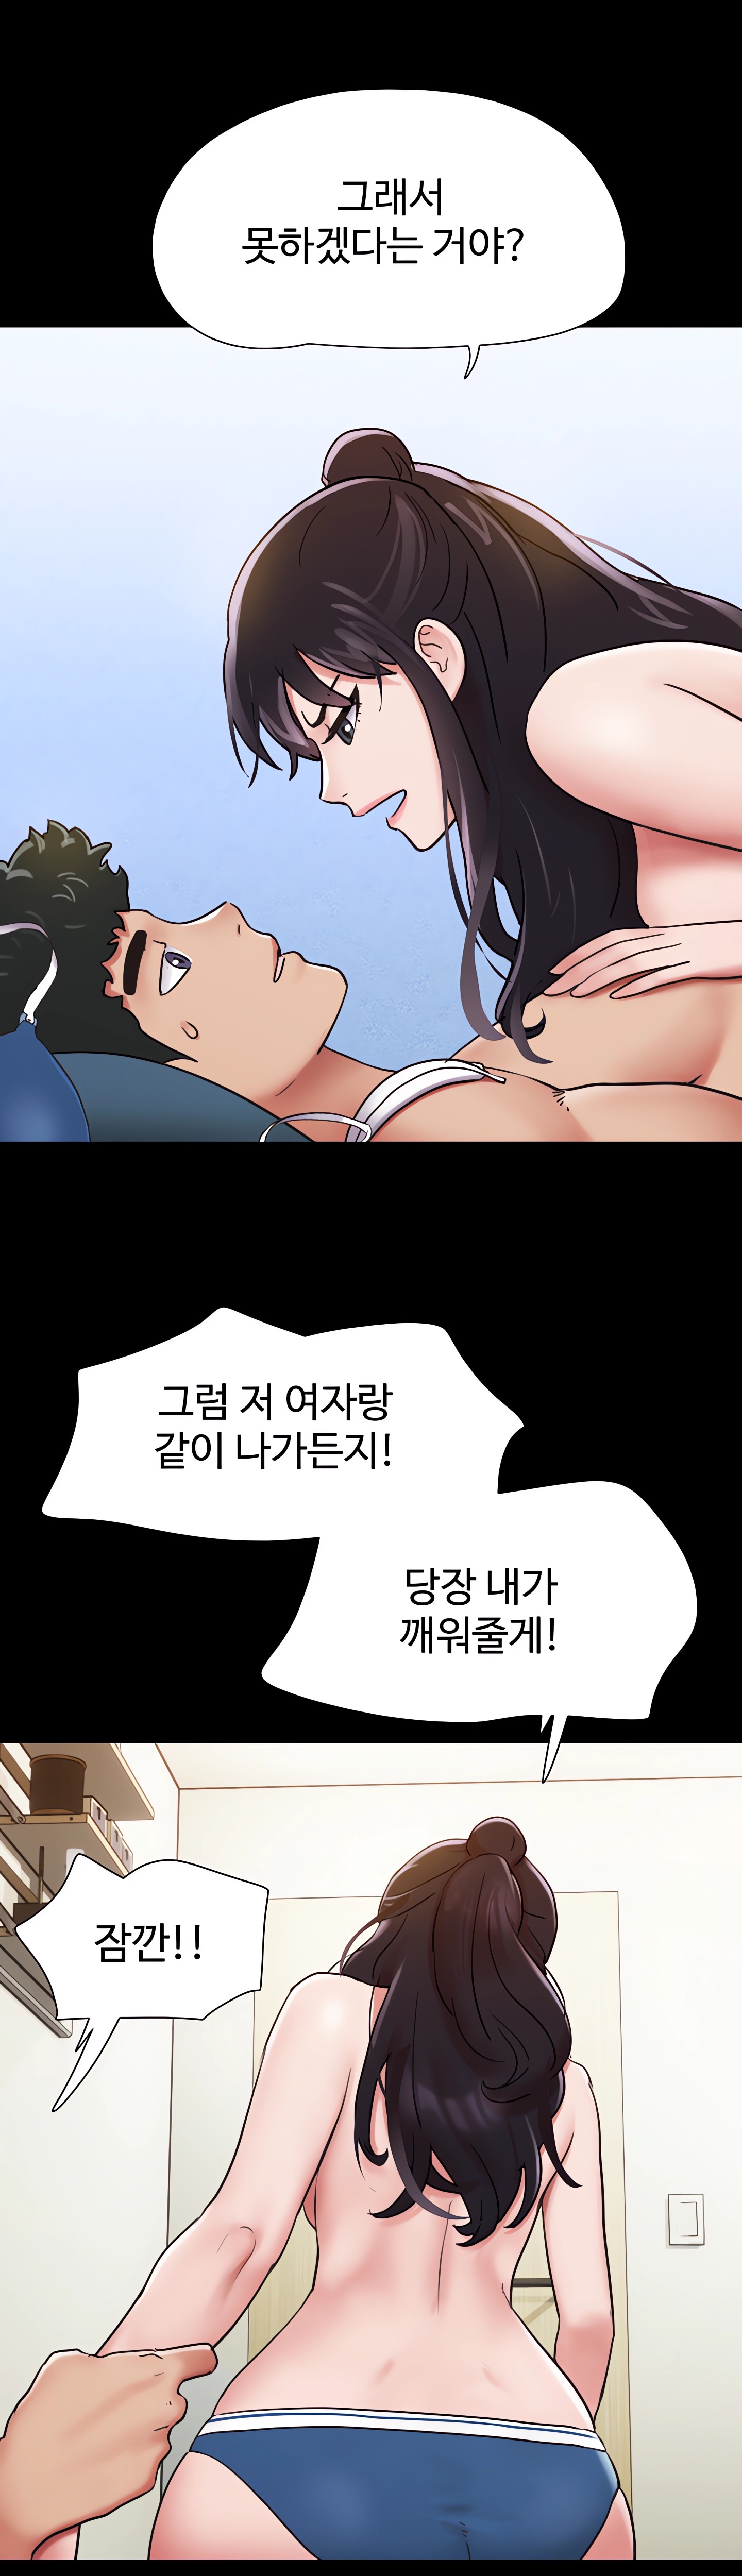 그래서
못하겠다는 거야?
그럼 저 여자랑
같이 나가든지!
당장 내가
깨워줄게!
잠깐!!